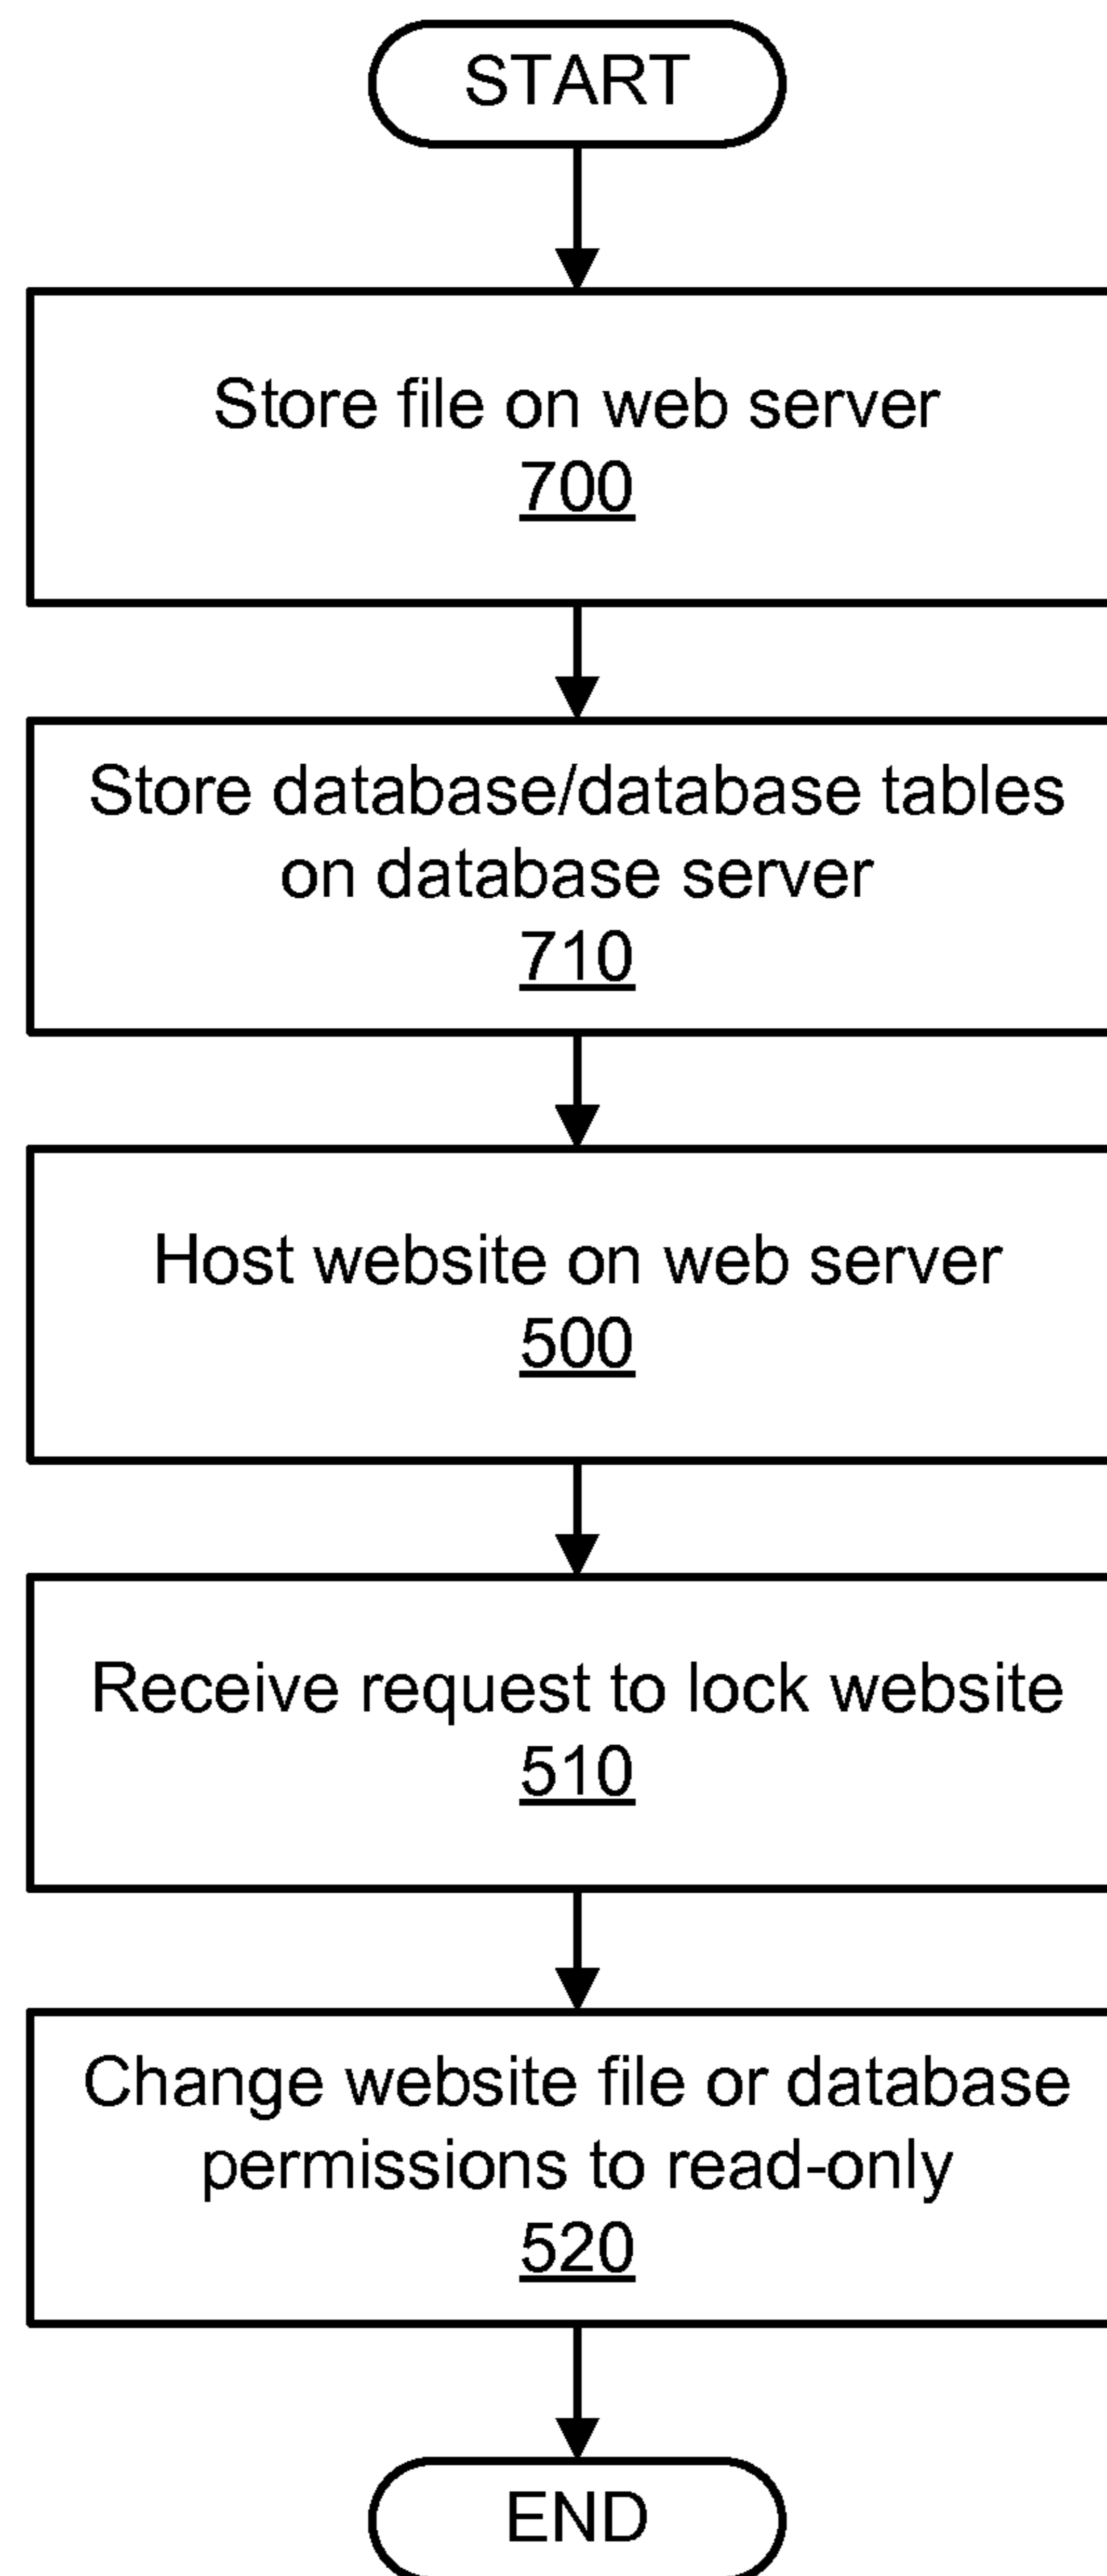 START
Store file on web server
700
Store database/database tables
on database server
710
Host website on web server
500
Receive request to lock website
510
Change website file or database
permissions to read-only
520
END